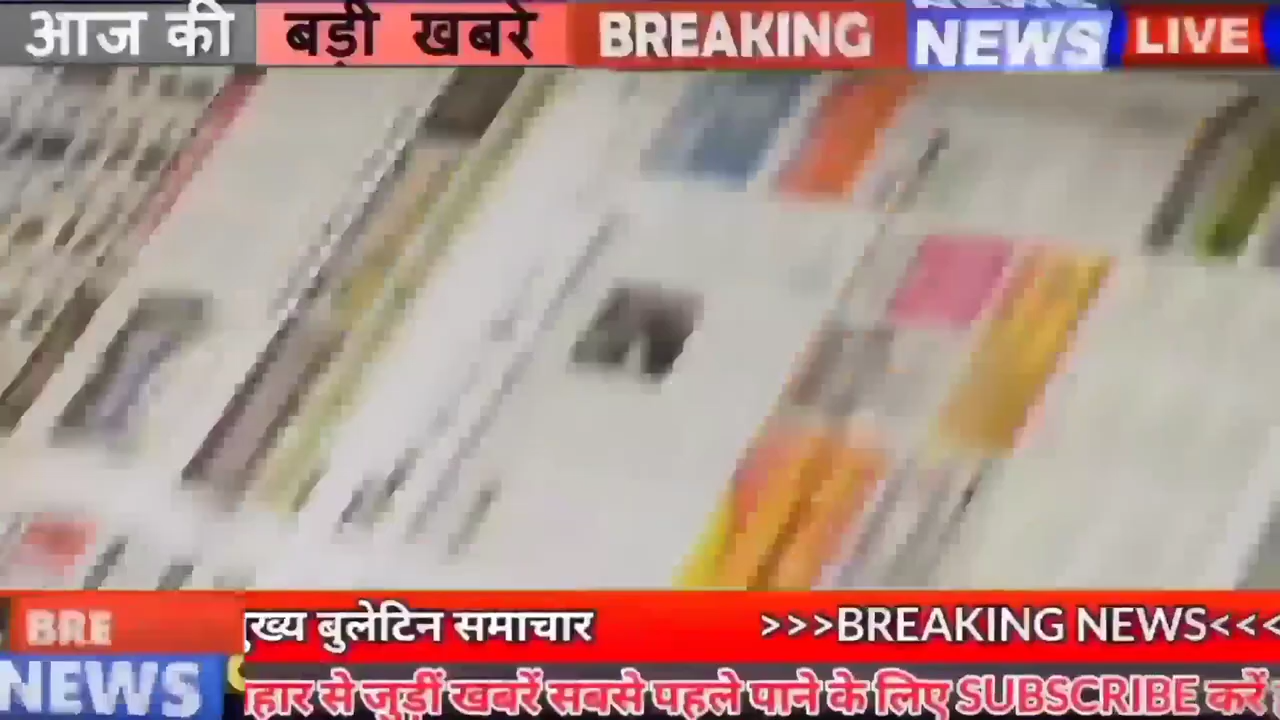 आज की बड़ी खबरें BREAKING NEWS LIVE
BRE
NEWS
मुख्य बुलेटिन समाचार >>>BREAKING NEWS<<<
से जुड़ीं खबरें सबसे पहले पाने के लिए SUBSCRIBE करें